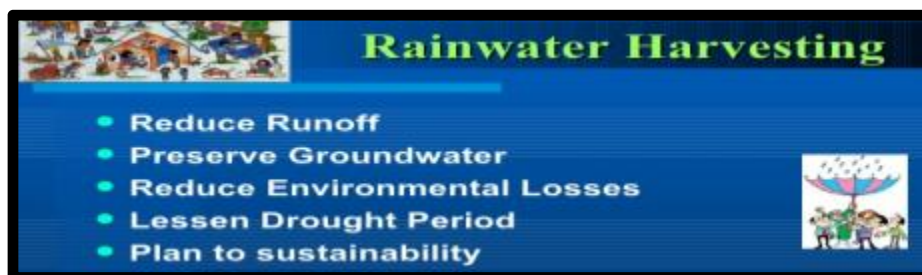 Rainwater Harvesting
Reduce Runoff
Preserve Groundwater
Reduce Environmental Losses
Lessen Drought Period
Plan to sustainability